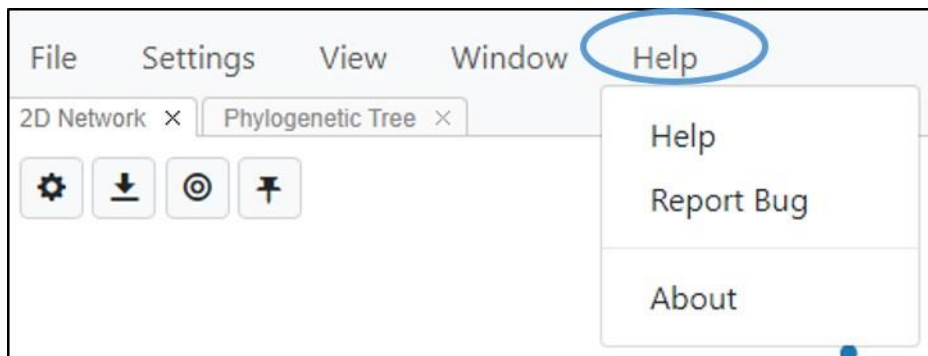 File Settings View Window Help
2D Network × Phylogenetic Tree ×
Help
Report Bug
About